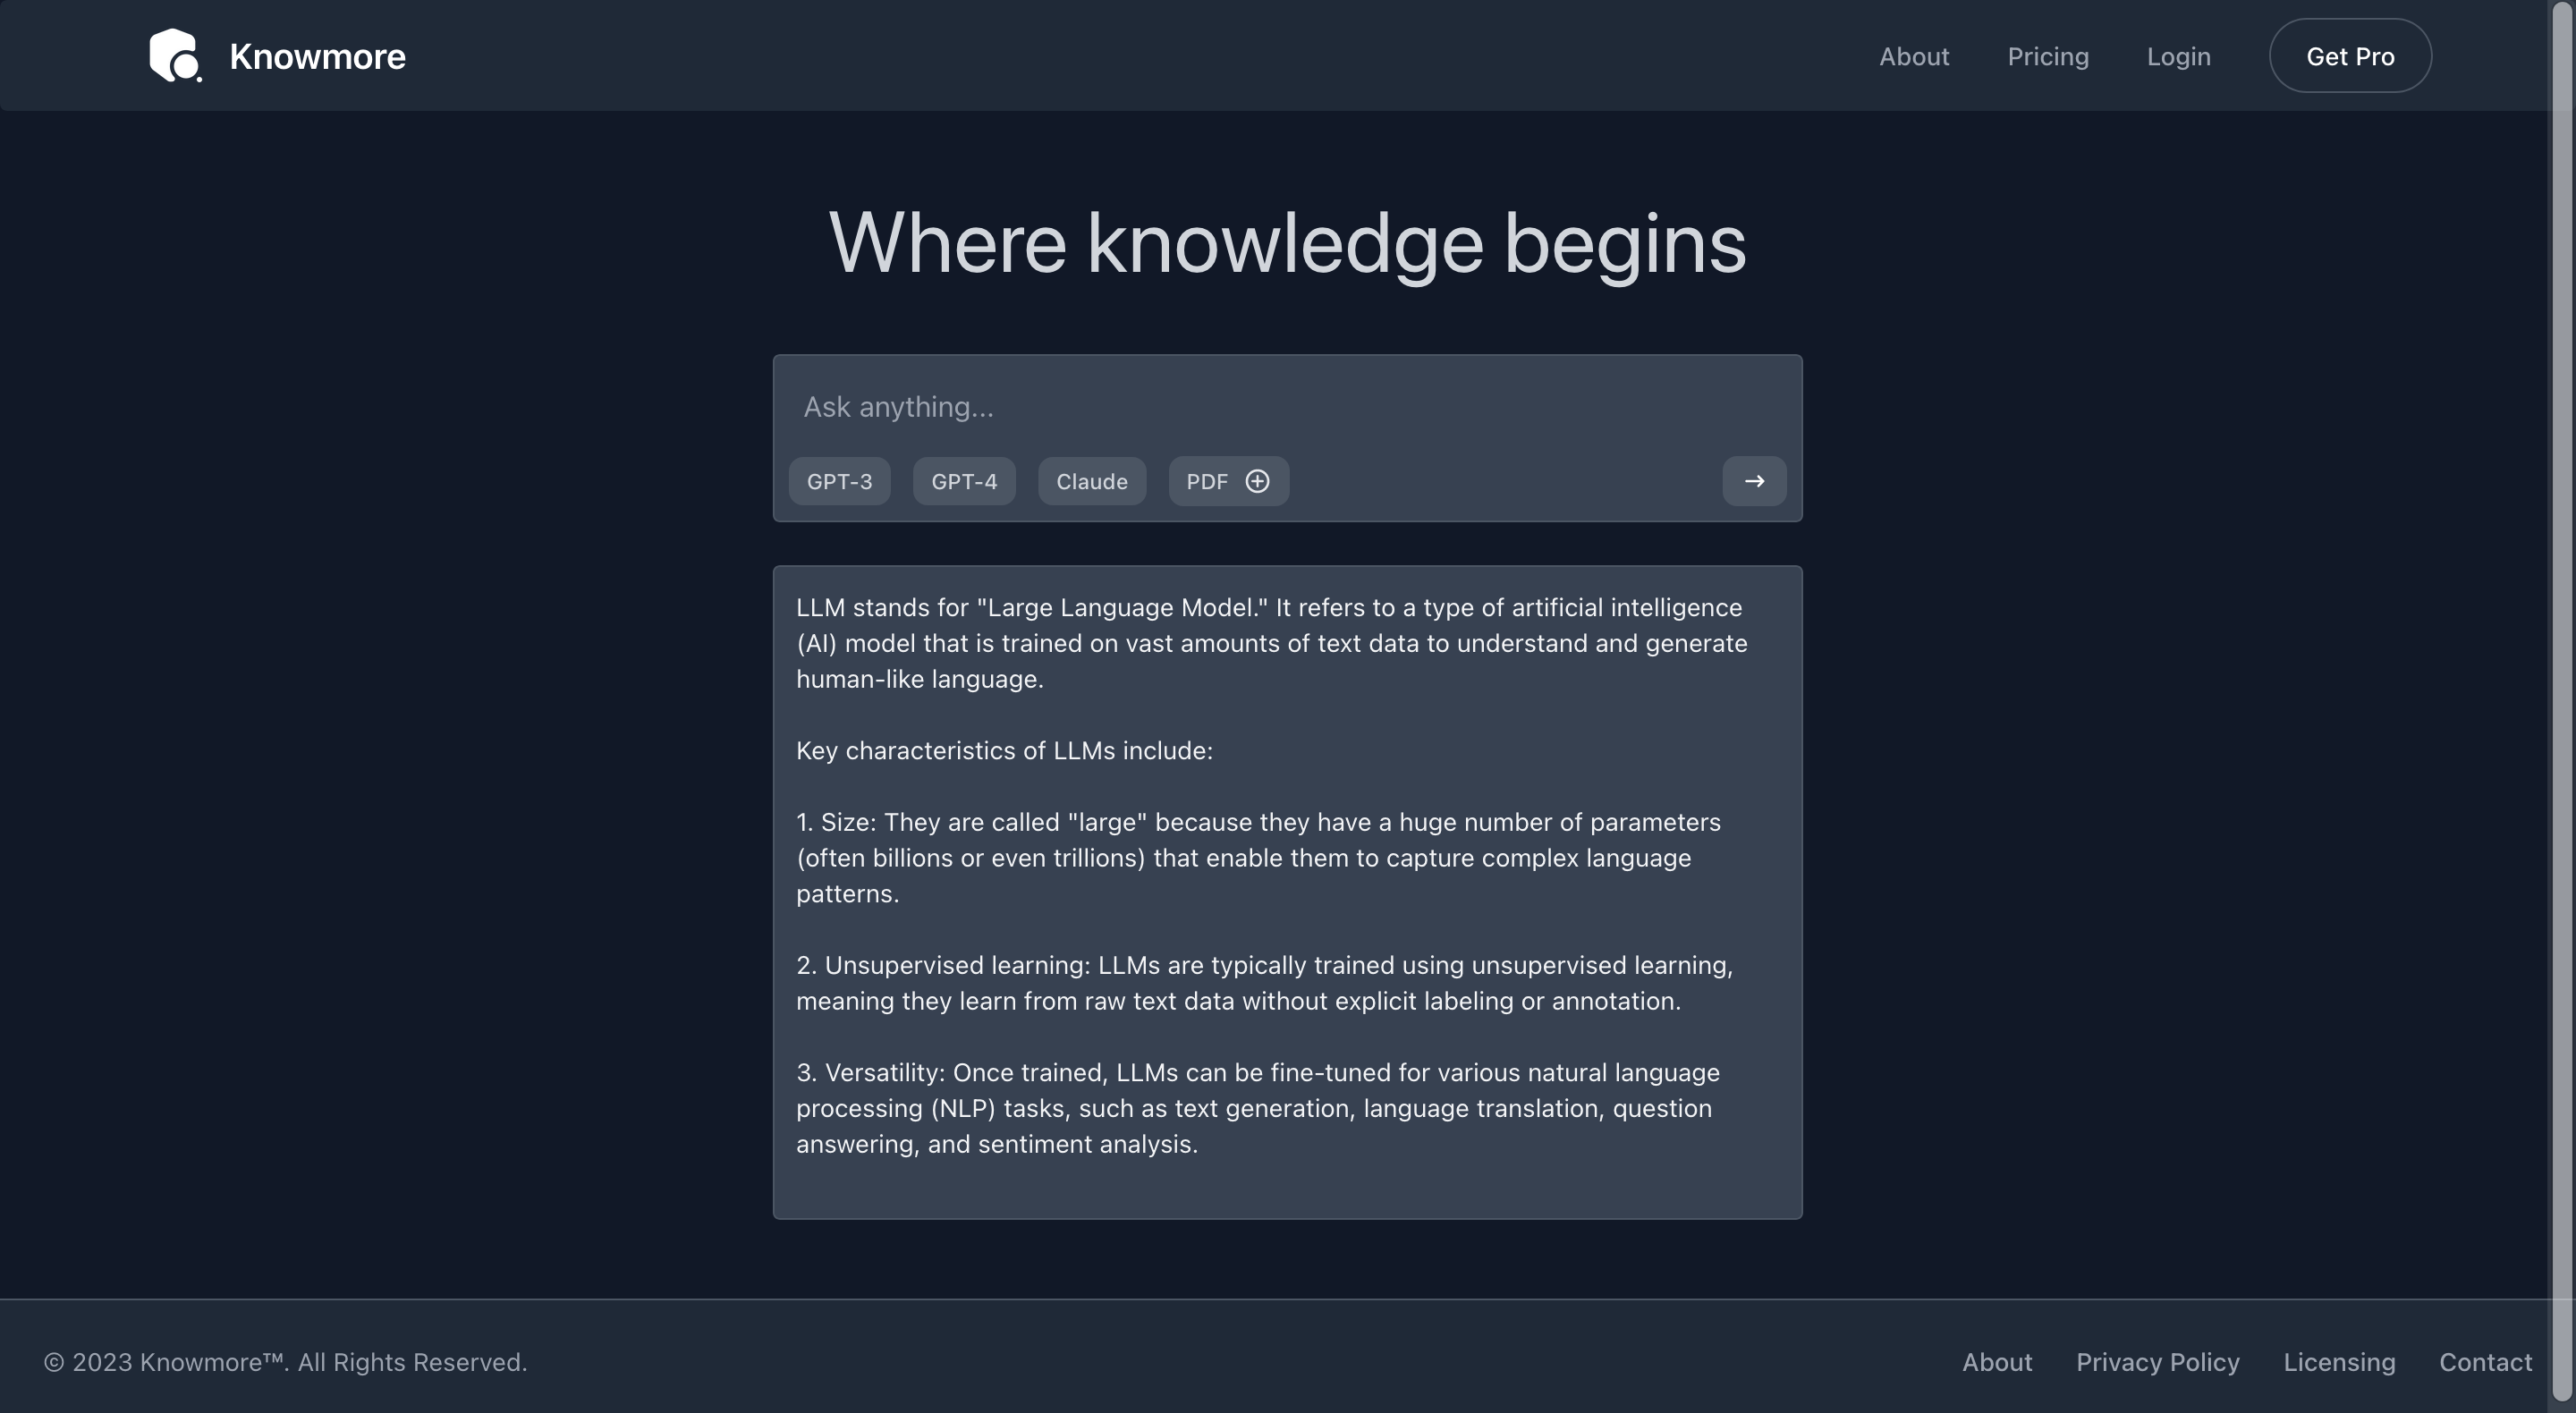 Knowmore
About
Pricing
Login
Get Pro
Where knowledge begins
Ask anything...
GPT-3
GPT-4
Claude
PDF
LLM stands for "Large Language Model." It refers to a type of artificial intelligence
(AI) model that is trained on vast amounts of text data to understand and generate
human-like language.
Key characteristics of LLMs include:
1. Size: They are called "large" because they have a huge number of parameters
(often billions or even trillions) that enable them to capture complex language
patterns.
2. Unsupervised learning: LLMs are typically trained using unsupervised learning,
meaning they learn from raw text data without explicit labeling or annotation.
3. Versatility: Once trained, LLMs can be fine-tuned for various natural language
processing (NLP) tasks, such as text generation, language translation, question
answering, and sentiment analysis.
© 2023 Knowmore™. All Rights Reserved.
About
Privacy Policy
Licensing
Contact